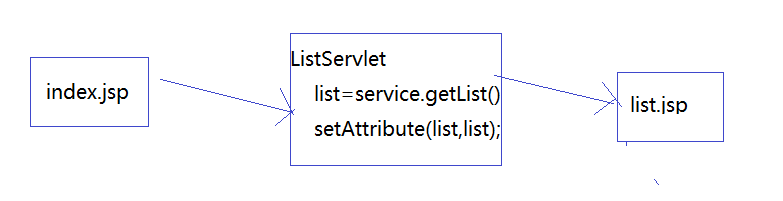 index.jsp
ListServlet
list=service.getList()
setAttribute(list,list);
list.jsp